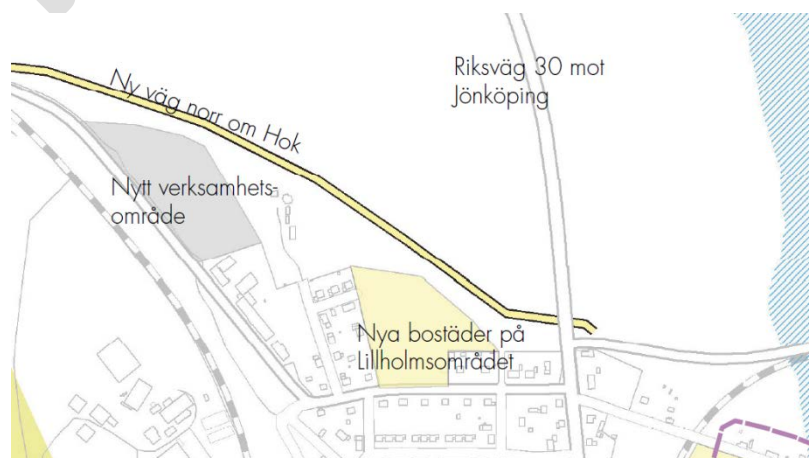 Riksväg 30 mot
Jönköping
Ny väg norr om Hok
Nytt verksamhets-
område
Nya bostäder på
Lillholmsområdet